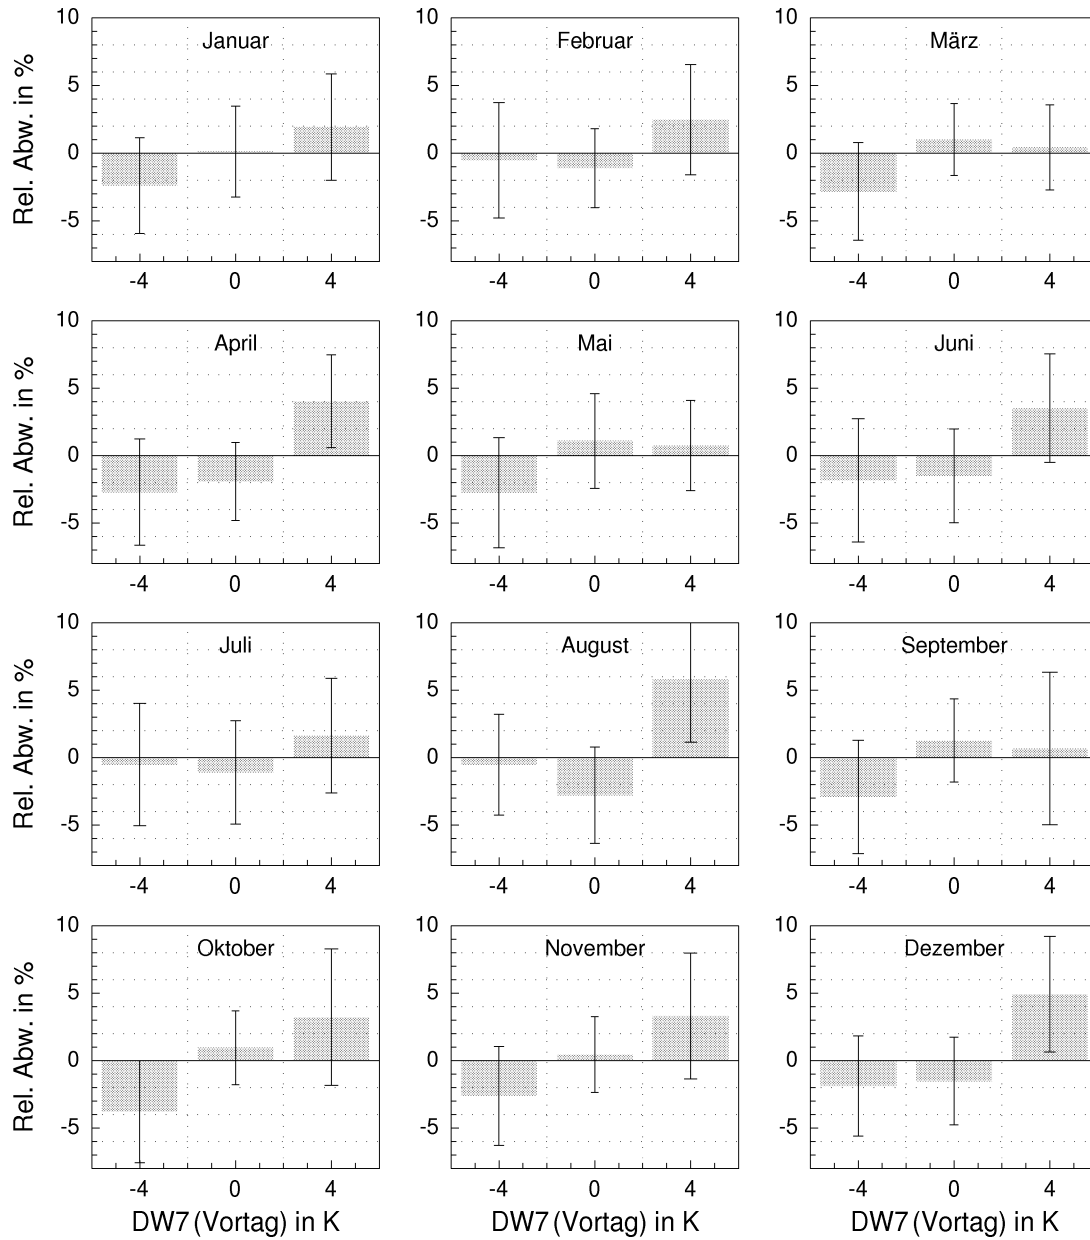 Januar Februar März
10 10 10
5 5 5
0 0 0
-5 -5 -5
-4 0 4 -4 0 4 -4 0 4
Rel. Abw. in %
April Mai Juni
10 10 10
5 5 5
0 0 0
-5 -5 -5
-4 0 4 -4 0 4 -4 0 4
Rel. Abw. in %
Juli August September
10 10 10
5 5 5
0 0 0
-5 -5 -5
-4 0 4 -4 0 4 -4 0 4
Rel. Abw. in %
Oktober November Dezember
10 10 10
5 5 5
0 0 0
-5 -5 -5
-4 0 4 -4 0 4 -4 0 4
Rel. Abw. in %
DW7 (Vortag) in K DW7 (Vortag) in K DW7 (Vortag) in K